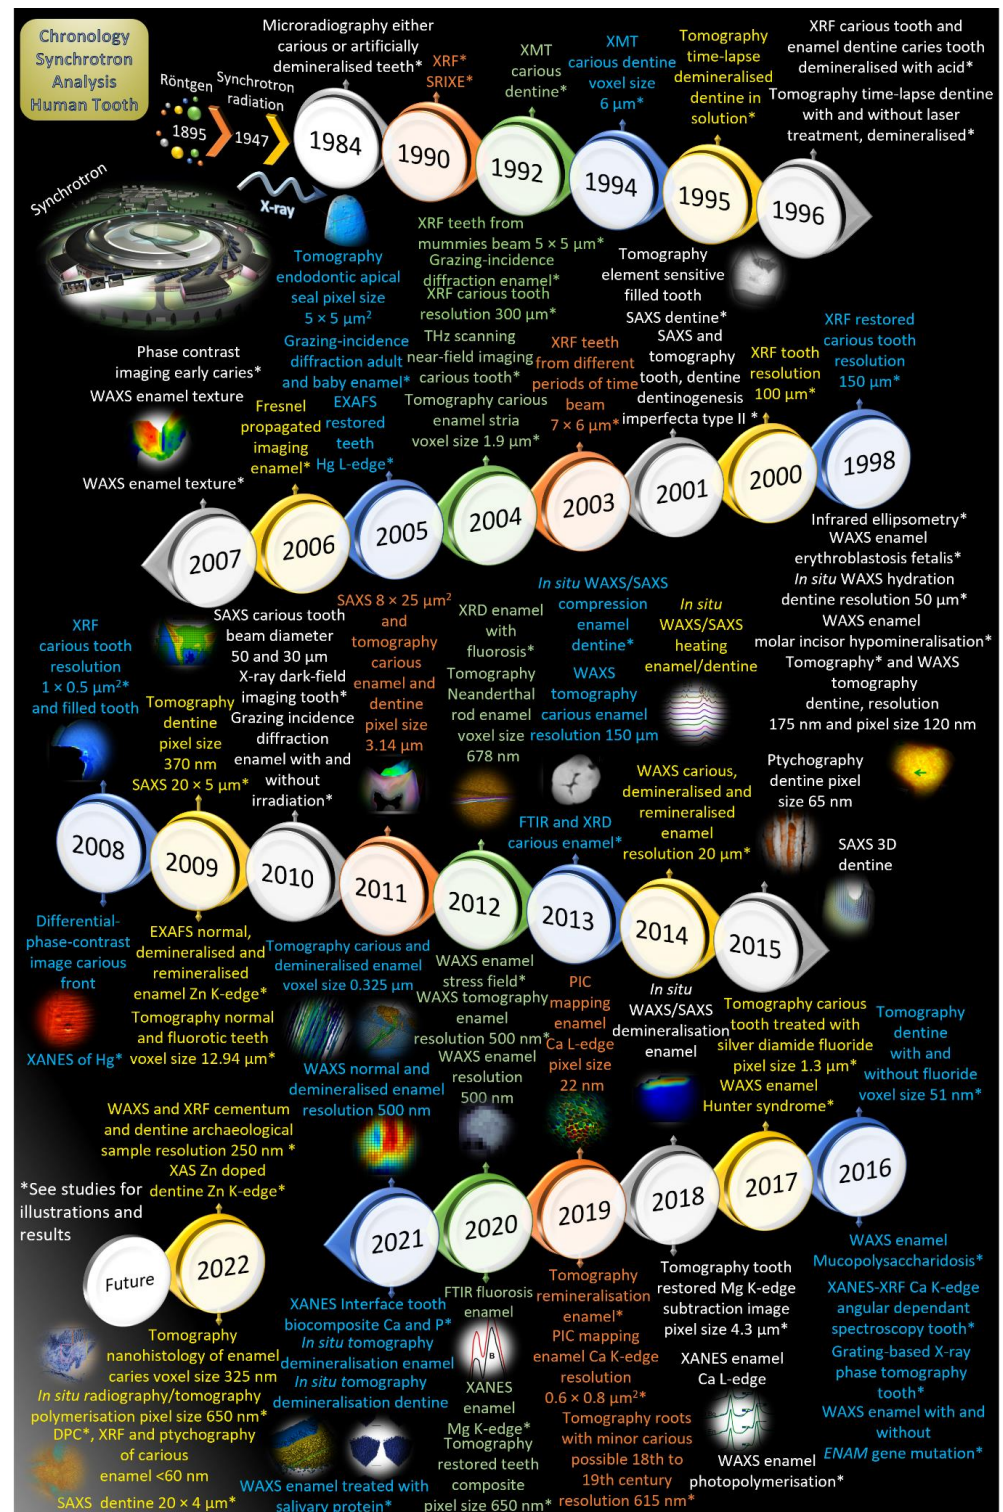 Chronology
Synchrotron
Analysis
Human Tooth
Röntgen
1895
Synchrotron
radiation
1947
X-ray
Synchrotron
Microradiography either
carious or artificially
demineralised teeth*
1984
XRF*
SRIXE*
1990
XMT
carious
dentine*
1992
XMT
carious dentine
voxel size
6 µm*
1994
Tomography
time-lapse
demineralised
dentine in
solution*
1995
XRF carious tooth and
enamel dentine caries tooth
demineralised with acid*
Tomography time-lapse dentine
with and without laser
treatment, demineralised*
1996
Phase contrast
imaging early caries*
WAXS enamel texture
WAXS enamel texture*
2007
Fresnel
propagated
imaging
enamel*
2006
Tomography
endodontic apical
seal pixel size
5 × 5 µm²
Grazing-incidence
diffraction adult
and baby enamel*
EXAFS
restored
teeth
Hg L-edge*
2005
XRF teeth from
mummies beam 5 × 5 µm*
Grazing-incidence
diffraction enamel*
XRF carious tooth
resolution 300 µm*
THz scanning
near-field imaging
carious tooth*
Tomography carious
enamel stria
voxel size 1.9 µm*
2004
XRF teeth
from different
periods of time
beam
7 × 6 µm*
2003
Tomography
element sensitive
filled tooth
SAXS dentine*
SAXS and
tomography
tooth, dentine
dentinogenesis
imperfecta type II *
2001
XRF tooth
resolution
100 µm*
2000
XRF restored
carious tooth
resolution
150 µm*
1998
XRF
carious tooth
resolution
1 × 0.5 µm²*
and filled tooth
2008
Differential-
phase-contrast
image carious
front
XANES of Hg*
Tomography
dentine
pixel size
370 nm
SAXS 20 × 5 µm*
2009
EXAFS normal,
demineralised and
remineralised
enamel Zn K-edge*
Tomography normal
and fluorotic teeth
voxel size 12.94 µm*
SAXS carious tooth
beam diameter
50 and 30 µm
X-ray dark-field
imaging tooth*
Grazing incidence
diffraction
enamel with and
without
irradiation*
2010
SAXS 8 × 25 µm²
and
tomography
carious
enamel and
dentine
pixel size
3.14 µm
2011
XRD enamel
with
fluorosis*
Tomography
Neanderthal
rod enamel
voxel size
678 nm
2012
WAXS enamel
stress field*
WAXS tomography
enamel
resolution 500 nm*
WAXS enamel
resolution
500 nm
In situ WAXS/SAXS
compression
enamel
dentine*
WAXS
tomography
carious enamel
resolution 150 µm
FTIR and XRD
carious enamel*
2013
In situ
WAXS/SAXS
heating
enamel/dentine
WAXS carious,
demineralised and
remineralised
enamel
resolution 20 µm*
2014
Infrared ellipsometry*
WAXS enamel
erythroblastosis fetalis*
In situ WAXS hydration
dentine resolution 50 µm*
WAXS enamel
molar incisor hypomineralisation*
Tomography* and WAXS
tomography
dentine, resolution
175 nm and pixel size 120 nm
Ptychography
dentine pixel
size 65 nm
SAXS 3D
dentine
2015
Tomography carious and
demineralised enamel
voxel size 0.325 µm
WAXS normal and
demineralised enamel
resolution 500 nm
2021
2020
PIC
mapping
enamel
Ca L-edge
pixel size
22 nm
2019
In situ
WAXS/SAXS
demineralisation
enamel
2018
Tomography carious
tooth treated with
silver diamide fluoride
pixel size 1.3 µm*
WAXS enamel
Hunter syndrome*
2017
Tomography
dentine
with and
without fluoride
voxel size 51 nm*
2016
WAXS and XRF cementum
and dentine archaeological
sample resolution 250 nm *
XAS Zn doped
dentine Zn K-edge*
*See studies for
illustrations and
results
Future
2022
Tomography
nanohistology of enamel
caries voxel size 325 nm
In situ radiography/tomography
polymerisation pixel size 650 nm*
DPC*, XRF and ptychography
of carious
enamel <60 nm
SAXS dentine 20 × 4 µm*
XANES Interface tooth
biocomposite Ca and P*
In situ tomography
demineralisation enamel
In situ tomography
demineralisation dentine
WAXS enamel treated with
salivary protein*
FTIR fluorosis
enamel
B
XANES
enamel
Mg K-edge*
Tomography
restored teeth
composite
pixel size 650 nm*
Tomography
remineralisation
enamel*
PIC mapping
enamel Ca K-edge
resolution
0.6 × 0.8 µm²*
Tomography roots
with minor carious
possible 18th to
19th century
resolution 615 nm*
Tomography tooth
restored Mg K-edge
subtraction image
pixel size 4.3 µm*
XANES enamel
Ca L-edge
WAXS enamel
photopolymerisation*
WAXS enamel
Mucopolysaccharidosis*
XANES-XRF Ca K-edge
angular dependant
spectroscopy tooth*
Grating-based X-ray
phase tomography
tooth*
WAXS enamel with and
without
ENAM gene mutation*